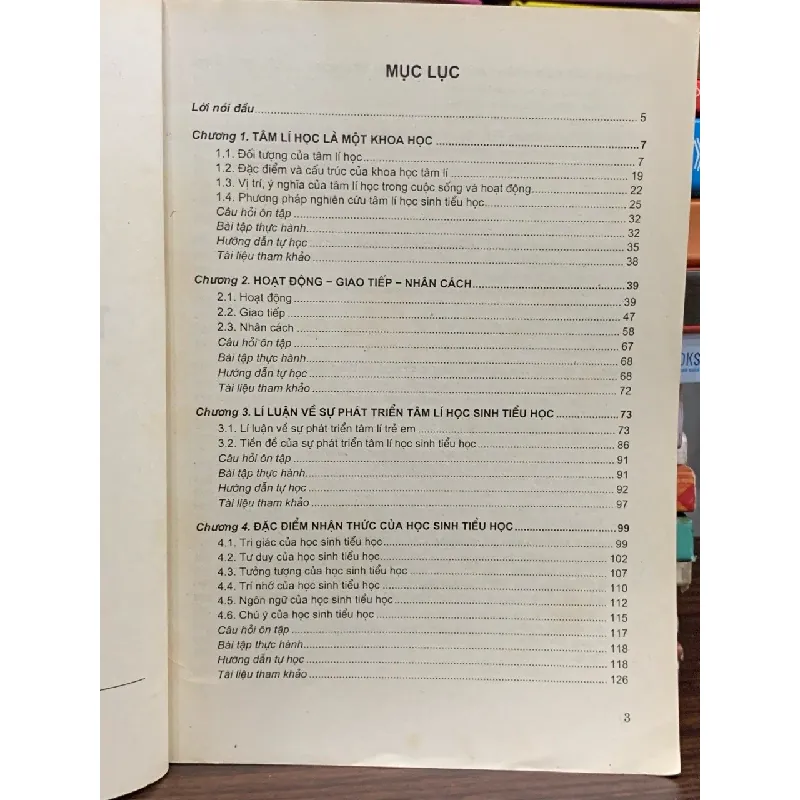 MỤC LỤC
Lời nói đầu 5
Chương 1. TÂM LÍ HỌC LÀ MỘT KHOA HỌC 7
1.1. Đối tượng của tâm lí học 7
1.2. Đặc điểm và cấu trúc của khoa học tâm lí 19
1.3. Vị trí, ý nghĩa của tâm lí học trong cuộc sống và hoạt động 22
1.4. Phương pháp nghiên cứu tâm lí học sinh tiểu học 25
Câu hỏi ôn tập 32
Bài tập thực hành 32
Hướng dẫn tự học 35
Tài liệu tham khảo 38
Chương 2. HOẠT ĐỘNG – GIAO TIẾP – NHÂN CÁCH 39
2.1. Hoạt động 39
2.2. Giao tiếp 47
2.3. Nhân cách 58
Câu hỏi ôn tập 67
Bài tập thực hành 68
Hướng dẫn tự học 68
Tài liệu tham khảo 72
Chương 3. LÍ LUẬN VỀ SỰ PHÁT TRIỂN TÂM LÍ HỌC SINH TIỂU HỌC 73
3.1. Lí luận về sự phát triển tâm lí trẻ em 73
3.2. Tiền đề của sự phát triển tâm lí học sinh tiểu học 86
Câu hỏi ôn tập 91
Bài tập thực hành 91
Hướng dẫn tự học 92
Tài liệu tham khảo 97
Chương 4. ĐẶC ĐIỂM NHẬN THỨC CỦA HỌC SINH TIỂU HỌC 99
4.1. Tri giác của học sinh tiểu học 99
4.2. Tư duy của học sinh tiểu học 102
4.3. Tưởng tượng của học sinh tiểu học 107
4.4. Trí nhớ của học sinh tiểu học 110
4.5. Ngôn ngữ của học sinh tiểu học 112
4.6. Chú ý của học sinh tiểu học 115
Câu hỏi ôn tập 117
Bài tập thực hành 118
Hướng dẫn tự học 118
Tài liệu tham khảo 126
3
OKS